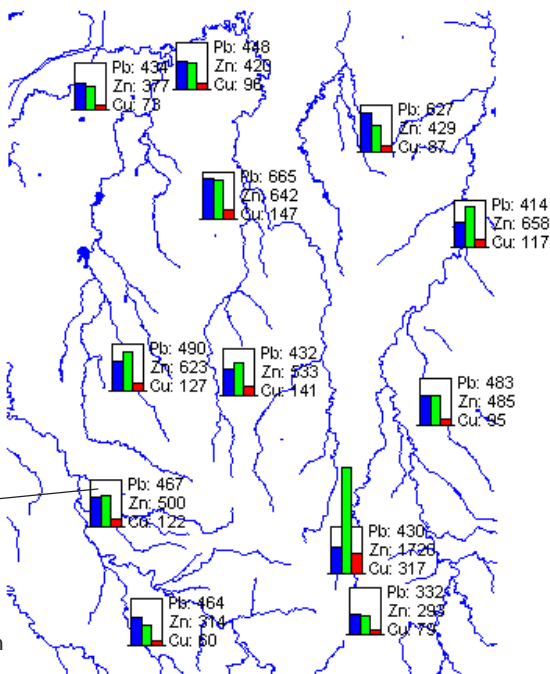 Pb: 448
Zn: 420
Cu: 96
Pb: 434
Zn: 377
Cu: 73
Pb: 627
Zn: 429
Cu: 87
Pb: 665
Zn: 642
Cu: 147
Pb: 414
Zn: 658
Cu: 117
Pb: 490
Zn: 623
Cu: 127
Pb: 432
Zn: 533
Cu: 141
Pb: 483
Zn: 485
Cu: 95
Pb: 467
Zn: 500
Cu: 122
Pb: 430
Zn:
Cu: 317
Pb: 464
Zn: 314
Cu: 60
Pb: 332
Zn: 293
Cu: 79